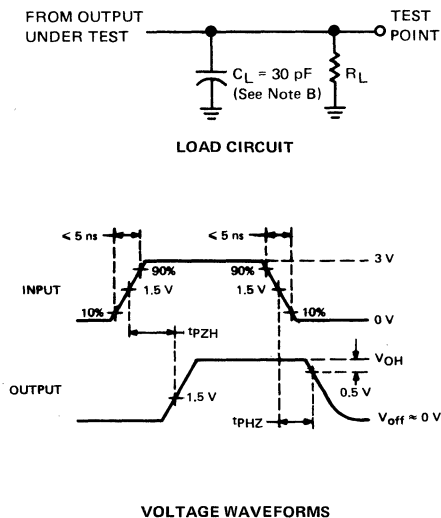 FROM OUTPUT
UNDER TEST
TEST
POINT
CL = 30 pF
(See Note B)
RL
LOAD CIRCUIT
≤ 5 ns
≤ 5 ns
90%
90%
3 V
INPUT
1.5 V
1.5 V
10%
10%
0 V
tPZH
VOH
OUTPUT
1.5 V
0.5 V
tPHZ
Voff ≈ 0 V
VOLTAGE WAVEFORMS